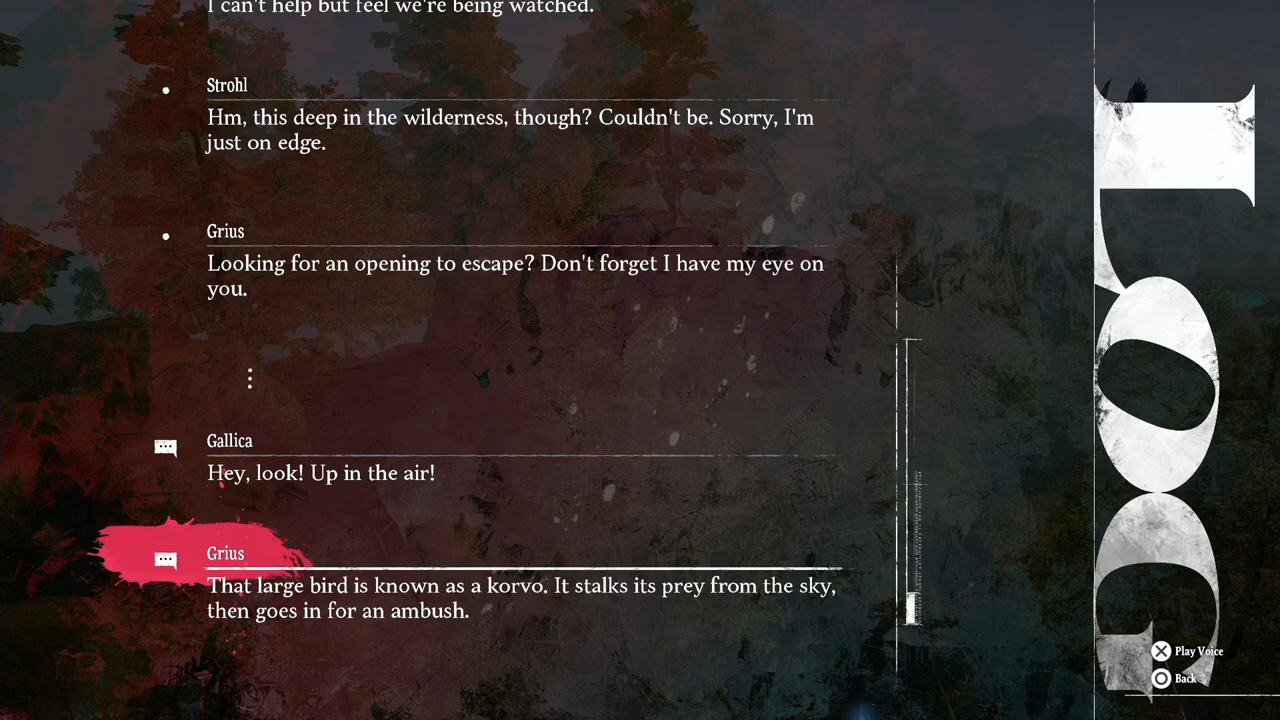 I can't help but feel we're being watched.
Strohl
Hm, this deep in the wilderness, though? Couldn't be. Sorry, I'm
just on edge.
Grius
Looking for an opening to escape? Don't forget I have my eye on
you.
Gallica
Hey, look! Up in the air!
Grius
That large bird is known as a korvo. It stalks its prey from the sky,
then goes in for an ambush.
LOG
Play Voice
Back